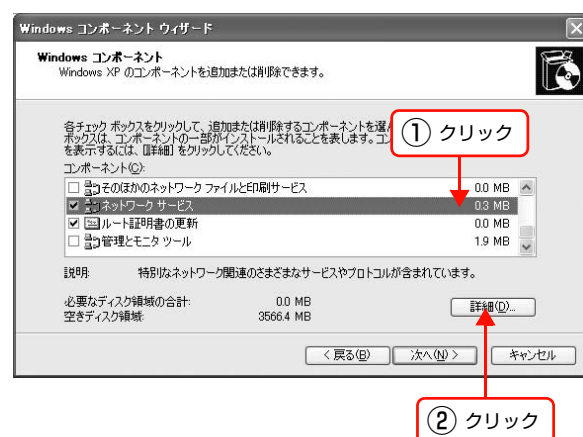 Windows コンポーネント ウィザード
Windows コンポーネント
Windows XP のコンポーネントを追加または削除できます。
各チェック ボックスをクリックして、追加または削除するコンポーネントを選
ボックスは、コンポーネントの一部がインストールされることを表します。コン
を表示するには、[詳細] をクリックしてください。
① クリック
コンポーネント(C):
そのほかのネットワーク ファイルと印刷サービス 0.0 MB
ネットワーク サービス 0.3 MB
ルート証明書の更新 0.0 MB
管理とモニタ ツール 1.9 MB
説明: 特別なネットワーク関連のさまざまなサービスやプロトコルが含まれています。
必要なディスク領域の合計: 0.0 MB
空きディスク領域: 3566.4 MB
詳細(D)...
< 戻る(B) 次へ(N) > キャンセル
② クリック